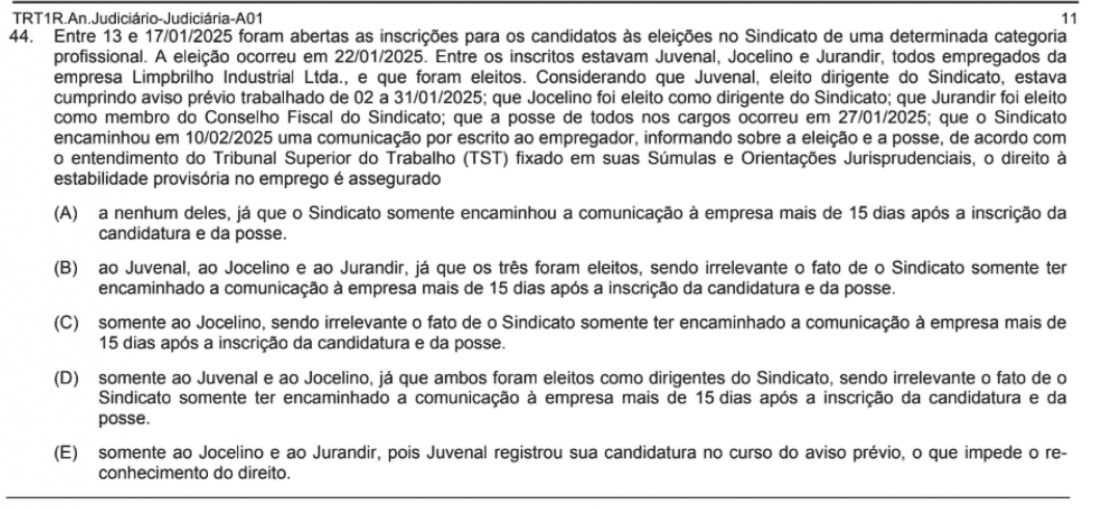 TRT1R.An.Judiciário-Judiciária-A01 11
44. Entre 13 e 17/01/2025 foram abertas as inscrições para os candidatos às eleições no Sindicato de uma determinada categoria
profissional. A eleição ocorreu em 22/01/2025. Entre os inscritos estavam Juvenal, Jocelino e Jurandir, todos empregados da
empresa Limpbrilho Industrial Ltda., e que foram eleitos. Considerando que Juvenal, eleito dirigente do Sindicato, estava
cumprindo aviso prévio trabalhado de 02 a 31/01/2025; que Jocelino foi eleito como dirigente do Sindicato; que Jurandir foi eleito
como membro do Conselho Fiscal do Sindicato; que a posse de todos nos cargos ocorreu em 27/01/2025; que o Sindicato
encaminhou em 10/02/2025 uma comunicação por escrito ao empregador, informando sobre a eleição e a posse, de acordo com
o entendimento do Tribunal Superior do Trabalho (TST) fixado em suas Súmulas e Orientações Jurisprudenciais, o direito à
estabilidade provisória no emprego é assegurado
(A) a nenhum deles, já que o Sindicato somente encaminhou a comunicação à empresa mais de 15 dias após a inscrição da
candidatura e da posse.
(B) ao Juvenal, ao Jocelino e ao Jurandir, já que os três foram eleitos, sendo irrelevante o fato de o Sindicato somente ter
encaminhado a comunicação à empresa mais de 15 dias após a inscrição da candidatura e da posse.
(C) somente ao Jocelino, sendo irrelevante o fato de o Sindicato somente ter encaminhado a comunicação à empresa mais de
15 dias após a inscrição da candidatura e da posse.
(D) somente ao Juvenal e ao Jocelino, já que ambos foram eleitos como dirigentes do Sindicato, sendo irrelevante o fato de o
Sindicato somente ter encaminhado a comunicação à empresa mais de 15 dias após a inscrição da candidatura e da
posse.
(E) somente ao Jocelino e ao Jurandir, pois Juvenal registrou sua candidatura no curso do aviso prévio, o que impede o re-
conhecimento do direito.